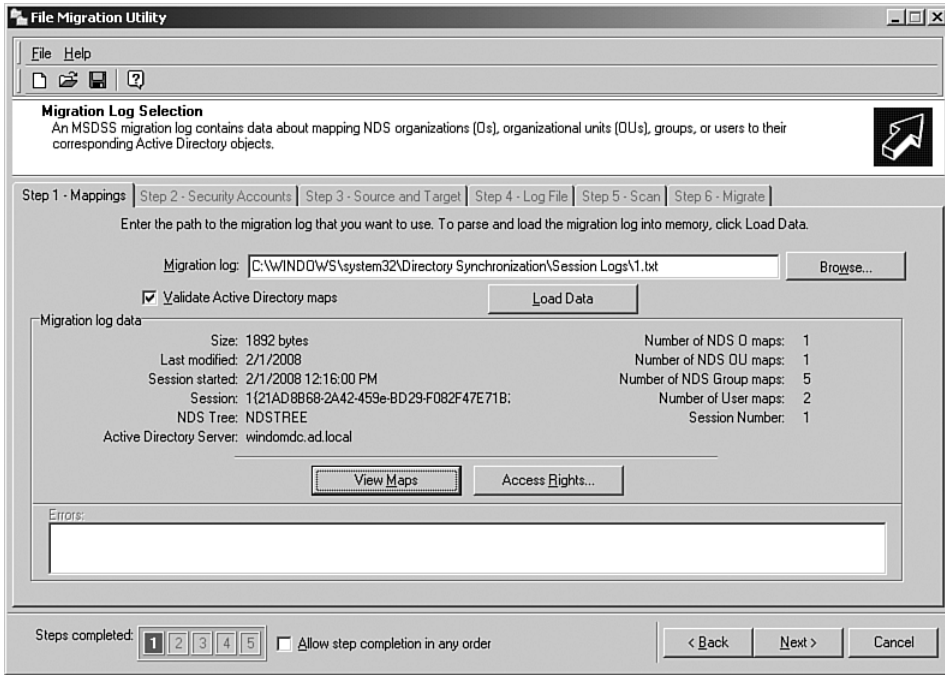 File Migration Utility
File Help
Migration Log Selection
An MSDSS migration log contains data about mapping NDS organizations (Os), organizational units (OUs), groups, or users to their
corresponding Active Directory objects.
Step 1 - Mappings Step 2 - Security Accounts Step 3 - Source and Target Step 4 - Log File Step 5 - Scan Step 6 - Migrate
Enter the path to the migration log that you want to use. To parse and load the migration log into memory, click Load Data.
Migration log: C:\WINDOWS\system32\Directory Synchronization\Session Logs\1.txt Browse...
Validate Active Directory maps Load Data
Migration log data
Size: 1892 bytes Number of NDS O maps: 1
Last modified: 2/1/2008 Number of NDS OU maps: 1
Session started: 2/1/2008 12:16:00 PM Number of NDS Group maps: 5
Session: 1{21AD8B68-2A42-459e-BD29-F082F47E71B; Number of User maps: 2
NDS Tree: NDSTREE Session Number: 1
Active Directory Server: windomdc.ad.local
View Maps Access Rights...
Errors:
Steps completed: 1 2 3 4 5 Allow step completion in any order < Back Next > Cancel